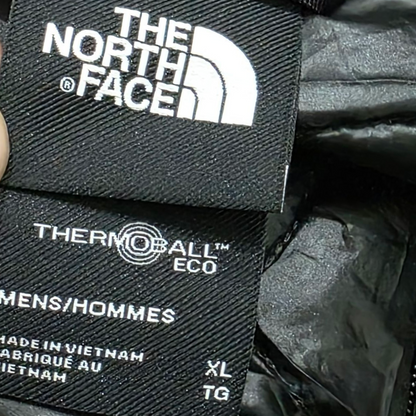 THE
NORTH
FACE
®
THERMOBALL™
ECO
MENS/HOMMES
MADE IN VIETNAM
FABRIQUÉ AU
VIETNAM
XL
TG